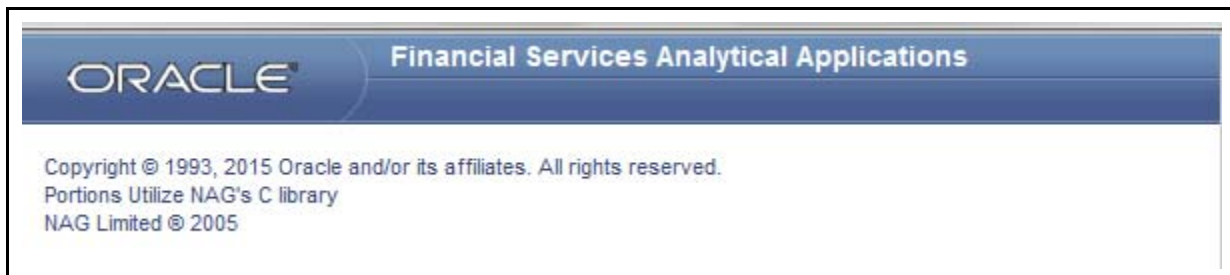 ORACLE®
Financial Services Analytical Applications
Copyright © 1993, 2015 Oracle and/or its affiliates. All rights reserved.
Portions Utilize NAG's C library
NAG Limited ® 2005